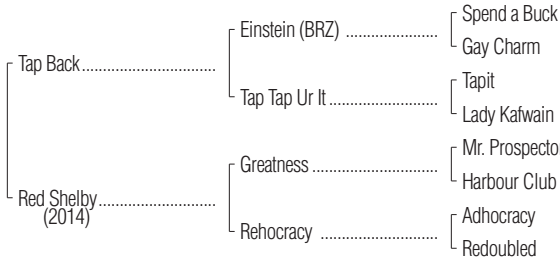 Spend a Buck
Einstein (BRZ)
Gay Charm
Tap Back
Tapit
Tap Tap Ur It
Lady Kafwain
Mr. Prospecto
Greatness
Harbour Club
Red Shelby
(2014)
Adhocracy
Rehocracy
Redoubled